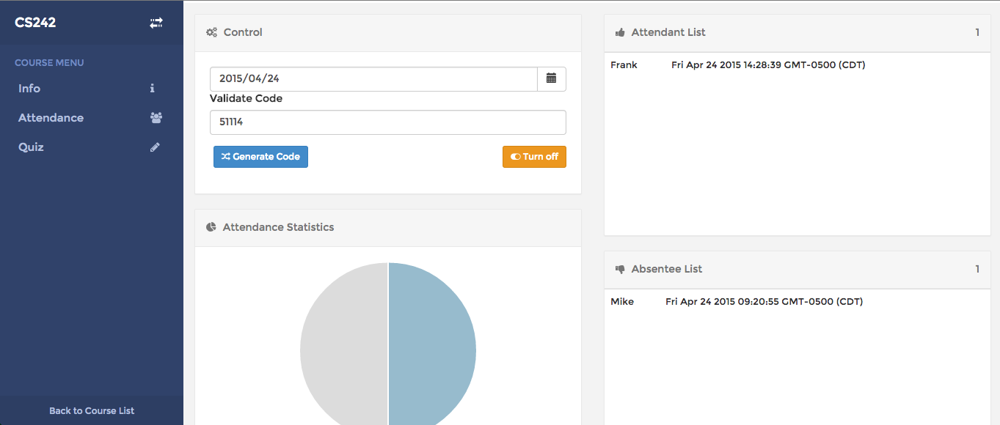 CS242
COURSE MENU
Info
Attendance
Quiz
Back to Course List
Control
2015/04/24
Validate Code
51114
Generate Code
Turn off
Attendance Statistics
Attendant List 1
Frank Fri Apr 24 2015 14:28:39 GMT-0500 (CDT)
Absentee List 1
Mike Fri Apr 24 2015 09:20:55 GMT-0500 (CDT)